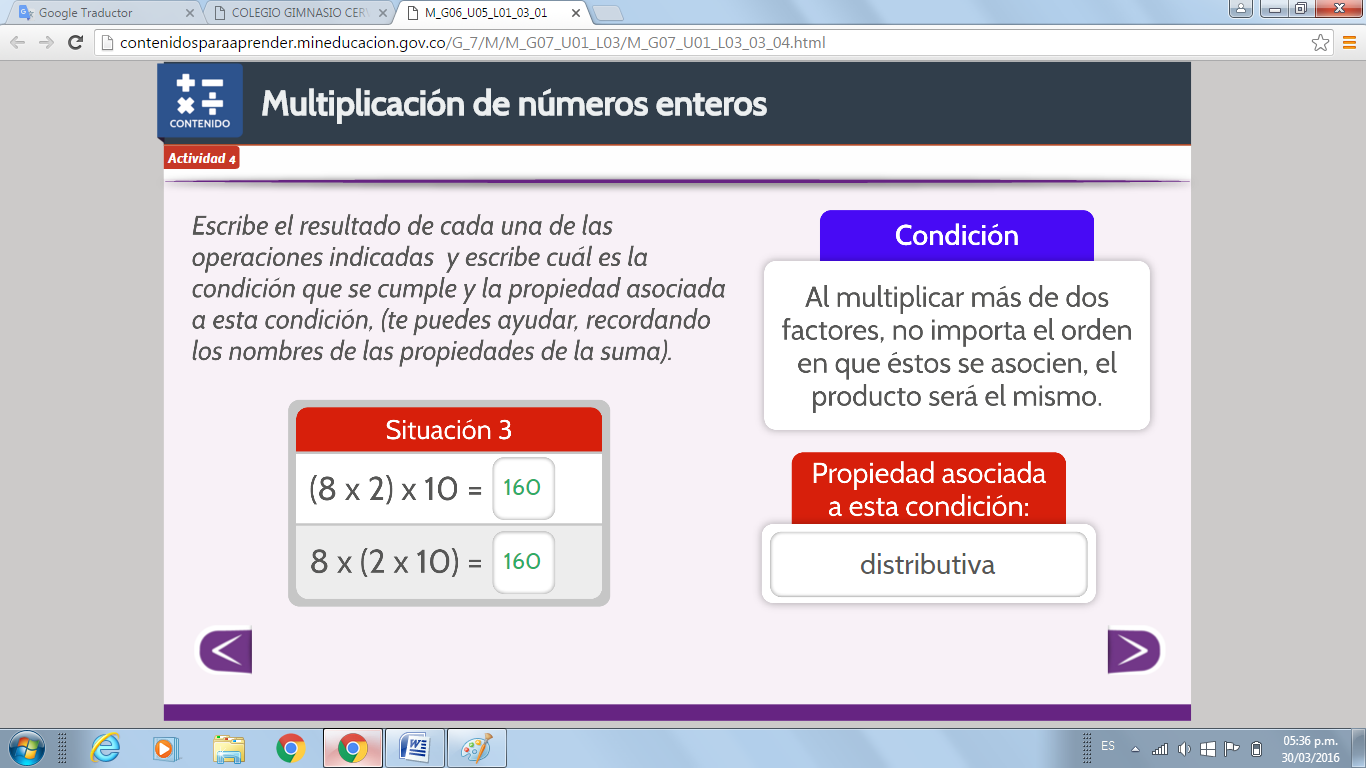 Google Traductor
COLEGIO GIMNASIO CER
M_G06_U05_L01_03_01
contenidosparaaprender.mineducacion.gov.co/G_7/M/M_G07_U01_L03/M_G07_U01_L03_03_04.html
CONTENIDO
Multiplicación de números enteros
Actividad 4
Escribe el resultado de cada una de las
operaciones indicadas y escribe cuál es la
condición que se cumple y la propiedad asociada
a esta condición, (te puedes ayudar, recordando
los nombres de las propiedades de la suma).
Situación 3
(8 x 2) x 10 = 160
8 x (2 x 10) = 160
Condición
Al multiplicar más de dos
factores, no importa el orden
en que éstos se asocien, el
producto será el mismo.
Propiedad asociada
a esta condición:
distributiva
<
>
ES
05:36 p.m.
30/03/2016